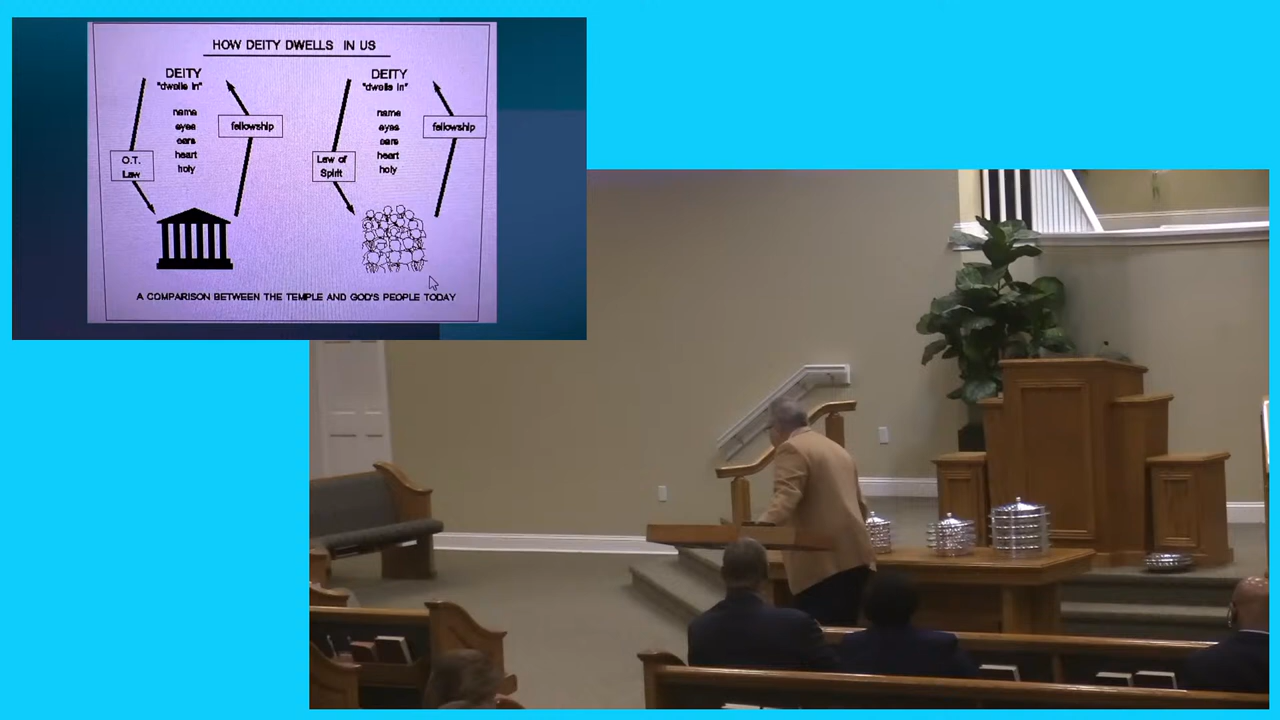 HOW DEITY DWELLS IN US
DEITY
"dwells in"
name
eyes
ears
heart
holy
O.T.
Law
fellowship
DEITY
"dwells in"
name
eyes
ears
heart
holy
Law of
Spirit
fellowship
A COMPARISON BETWEEN THE TEMPLE AND GOD'S PEOPLE TODAY